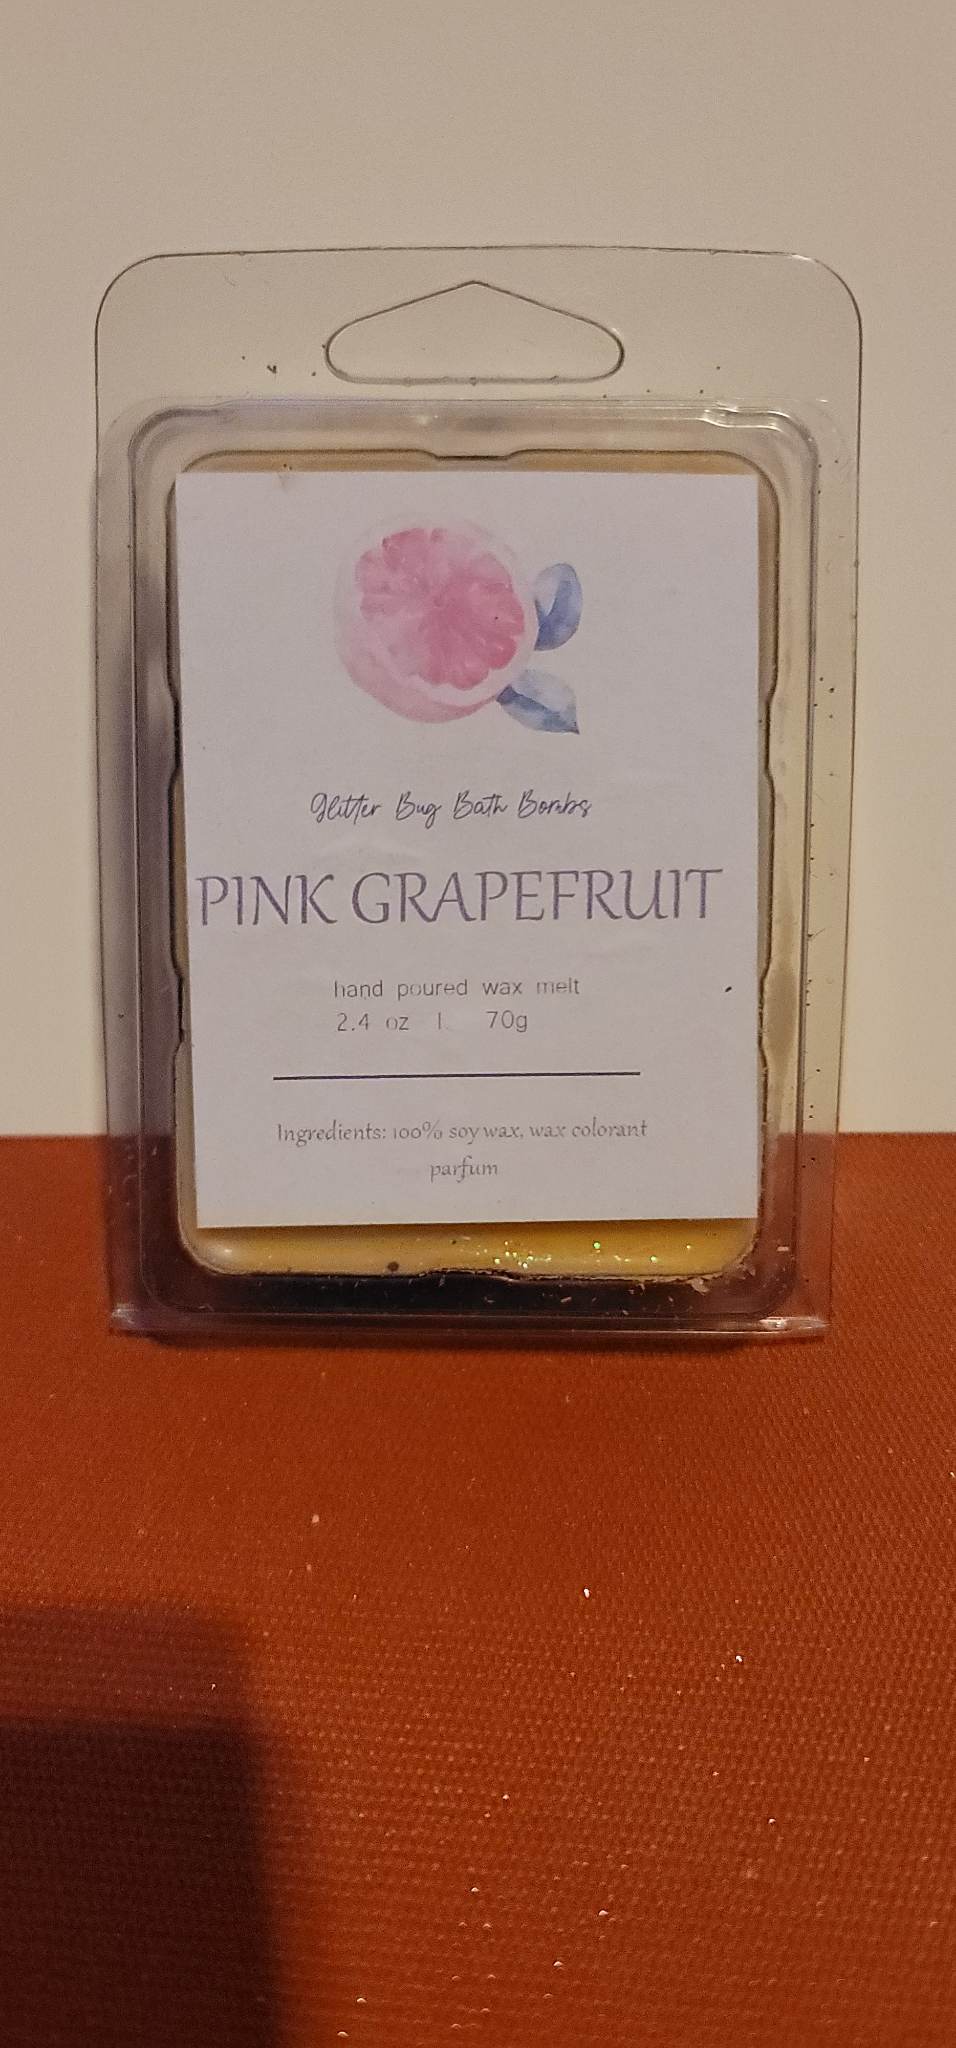 Glitter Bug Bath Bombs
PINK GRAPEFRUIT
hand poured wax melt
2.4 oz | 70g
Ingredients: 100% soy wax, wax colorant
parfum